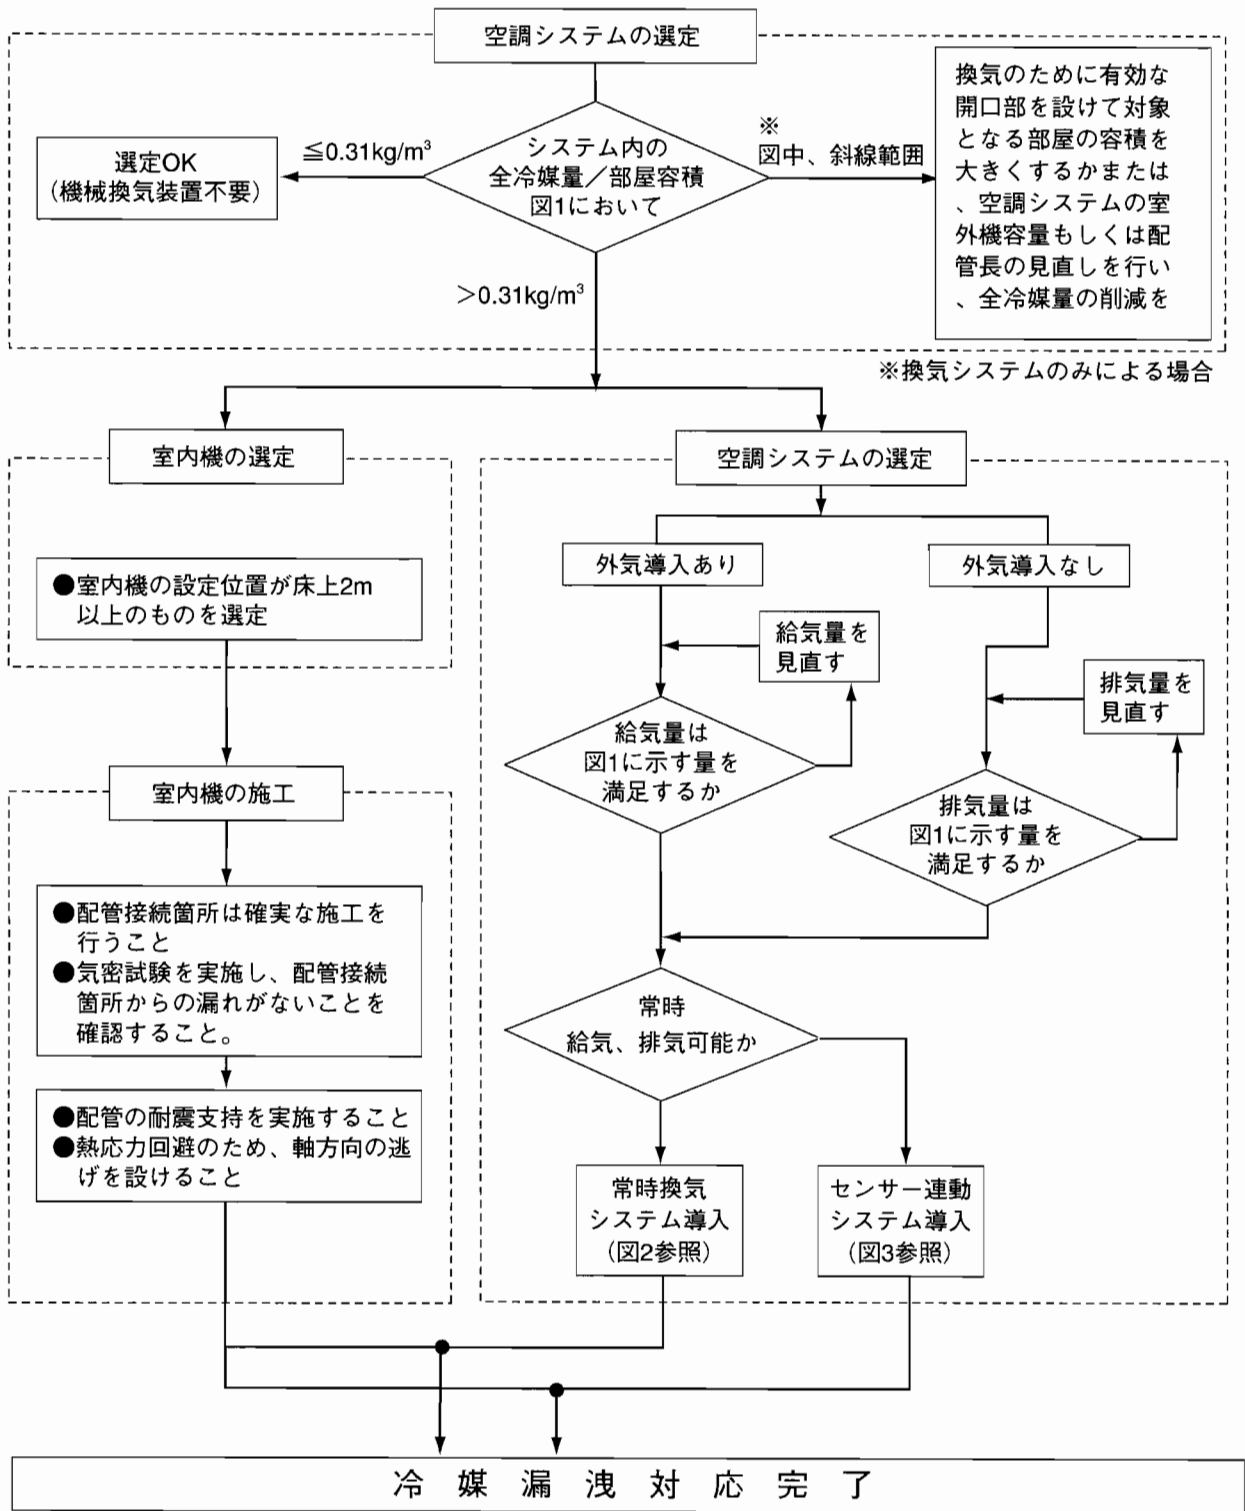 空調システムの選定
システム内の
全冷媒量／部屋容積
図1において
≦0.31kg/m³
選定OK
（機械換気装置不要）
※
図中、斜線範囲
換気のために有効な
開口部を設けて対象
となる部屋の容積を
大きくするかまたは
、空調システムの室
外機容量もしくは配
管長の見直しを行い
、全冷媒量の削減を
＞0.31kg/m³
※換気システムのみによる場合
室内機の選定
●室内機の設定位置が床上2m
以上のものを選定
室内機の施工
●配管接続箇所は確実な施工を
行うこと
●気密試験を実施し、配管接続
箇所からの漏れがないことを
確認すること。
●配管の耐震支持を実施すること
●熱応力回避のため、軸方向の逃
げを設けること
空調システムの選定
外気導入あり
外気導入なし
給気量を
見直す
給気量は
図1に示す量を
満足するか
排気量を
見直す
排気量は
図1に示す量を
満足するか
常時
給気、排気可能か
常時換気
システム導入
（図2参照）
センサー連動
システム導入
（図3参照）
冷媒漏洩対応完了